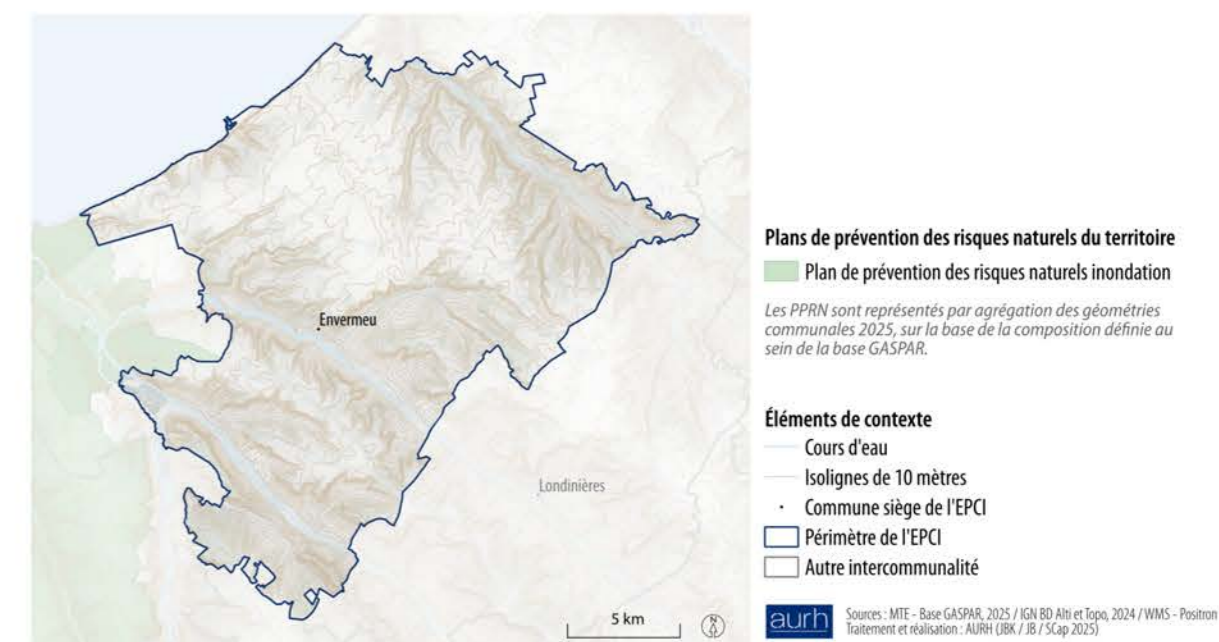 Envermeu
Londinières
5 km
N
Plans de prévention des risques naturels du territoire
Plan de prévention des risques naturels inondation
Les PPRN sont représentés par agrégation des géométries
communales 2025, sur la base de la composition définie au
sein de la base GASPAR.
Éléments de contexte
Cours d'eau
Isolignes de 10 mètres
Commune siège de l'EPCI
Périmètre de l'EPCI
Autre intercommunalité
aurh
Sources : MTE - Base GASPAR, 2025 / IGN BD Alti et Topo, 2024 / WMS - Positron
Traitement et réalisation : AURH (JBK / JB / SCap 2025)